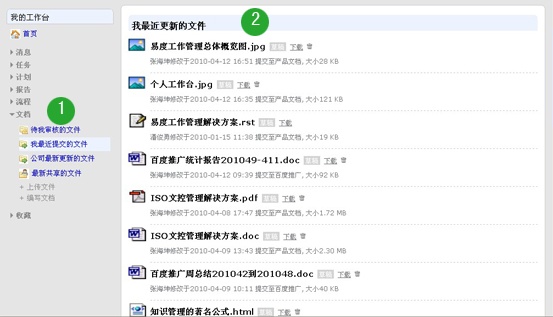 我的工作台
首页
消息
任务
计划
报告
流程
文档
1
待我审核的文件
我最近提交的文件
公司最新更新的文件
最新共享的文件
+ 上传文件
+ 编写文档
收藏
2
我最近更新的文件
易度工作管理总体概览图.jpg 下载
张海坤修改于2010-04-12 16:51 提交至产品文档, 大小28 KB
个人工作台.jpg 下载
张海坤修改于2010-04-12 16:35 提交至产品文档, 大小121 KB
易度工作管理解决方案.rst 下载
潘俊勇修改于2010-01-15 11:38 提交至产品文档, 大小19 KB
百度推广统计报告201049-411.doc 下载
张海坤修改于2010-04-12 09:39 提交至百度推广, 大小92 KB
ISO文控管理解决方案.pdf 下载
张海坤修改于2010-04-08 17:47 提交至产品文档, 大小1.72 MB
ISO文控管理解决方案.doc 下载
张海坤修改于2010-04-09 13:43 提交至产品文档, 大小2.30 MB
百度推广周总结201042到201048.doc 下载
张海坤修改于2010-04-09 10:11 提交至百度推广, 大小40 KB
知识管理的著名公式.html 下载